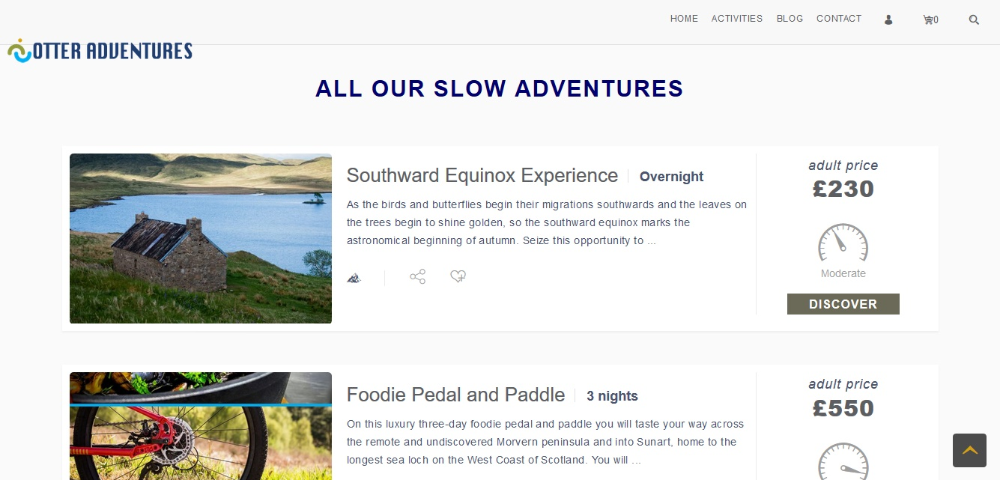 HOME ACTIVITIES BLOG CONTACT 0
OTTER ADVENTURES
ALL OUR SLOW ADVENTURES
Southward Equinox Experience Overnight
As the birds and butterflies begin their migrations southwards and the leaves on
the trees begin to shine golden, so the southward equinox marks the
astronomical beginning of autumn. Seize this opportunity to ...
adult price
£230
Moderate
DISCOVER
Foodie Pedal and Paddle 3 nights
On this luxury three-day foodie pedal and paddle you will taste your way across
the remote and undiscovered Morvern peninsula and into Sunart, home to the
longest sea loch on the West Coast of Scotland. You will ...
adult price
£550